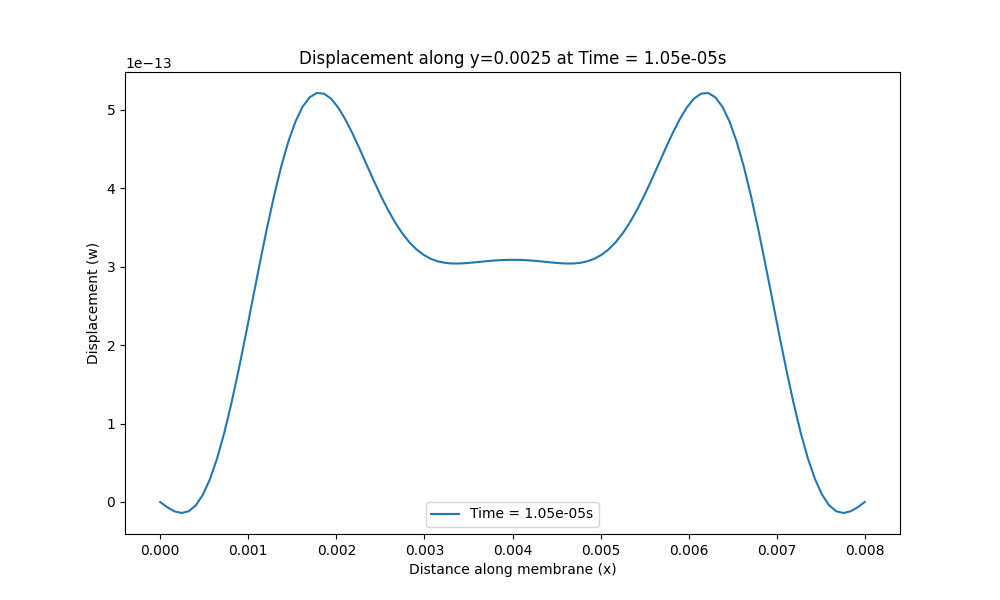 Displacement along y=0.0025 at Time = 1.05e-05s
1e−13
5
4
3
2
1
0
Displacement (w)
Time = 1.05e-05s
0.000 0.001 0.002 0.003 0.004 0.005 0.006 0.007 0.008
Distance along membrane (x)